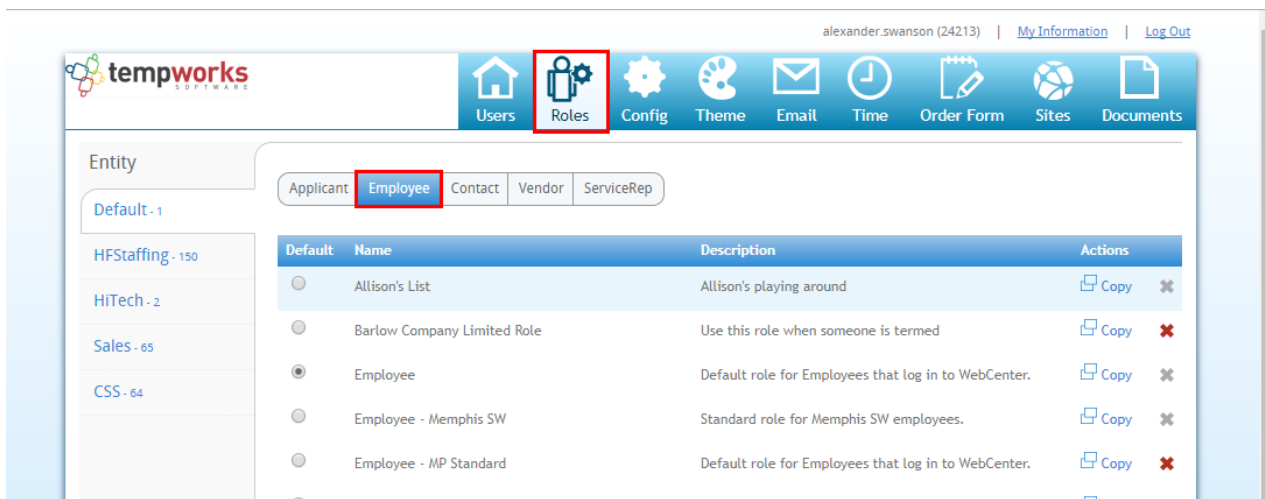 alexander.swanson (24213) | My Information | Log Out
tempworks
SOFTWARE
Users Roles Config Theme Email Time Order Form Sites Documents
Entity
Applicant Employee Contact Vendor ServiceRep
Default - 1
HFStaffing - 150
HiTech - 2
Sales - 65
CSS - 64
Default Name Description Actions
Allison's List Allison's playing around Copy
Barlow Company Limited Role Use this role when someone is termed Copy
Employee Default role for Employees that log in to WebCenter. Copy
Employee - Memphis SW Standard role for Memphis SW employees. Copy
Employee - MP Standard Default role for Employees that log in to WebCenter. Copy